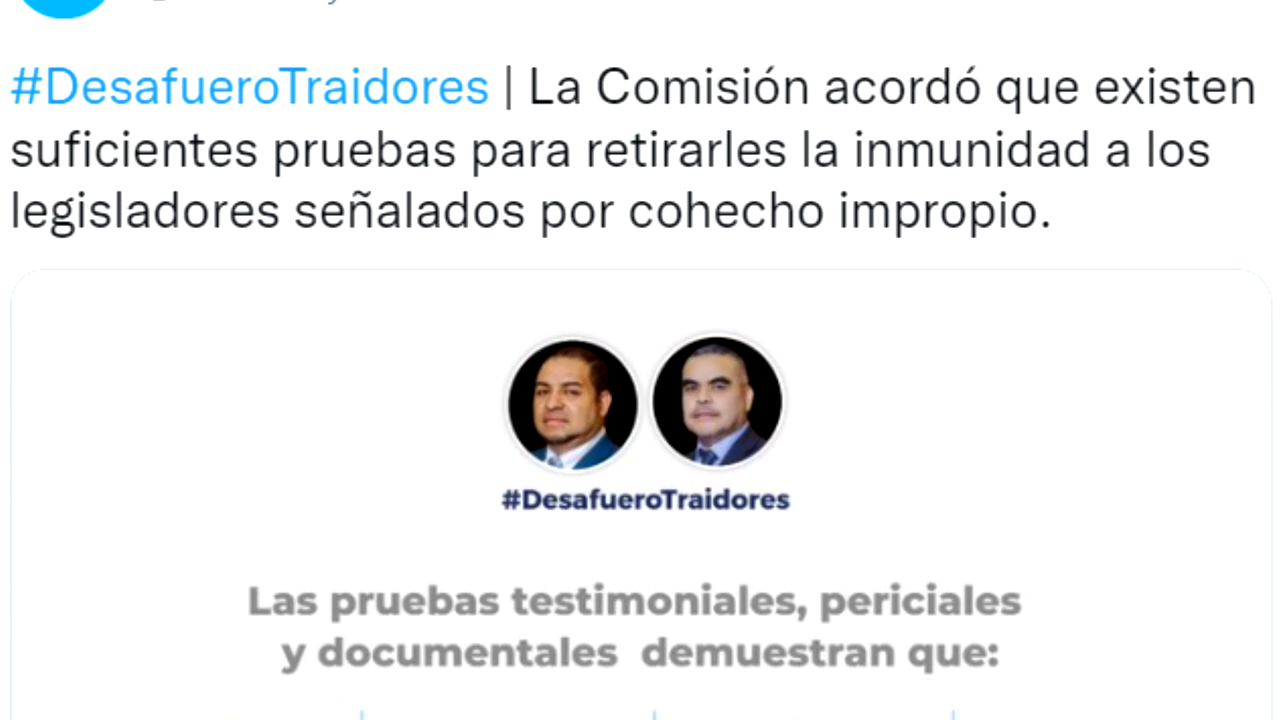 #DesafueroTraidores | La Comisión acordó que existen
suficientes pruebas para retirarles la inmunidad a los
legisladores señalados por cohecho impropio.
#DesafueroTraidores
Las pruebas testimoniales, periciales
y documentales demuestran que: